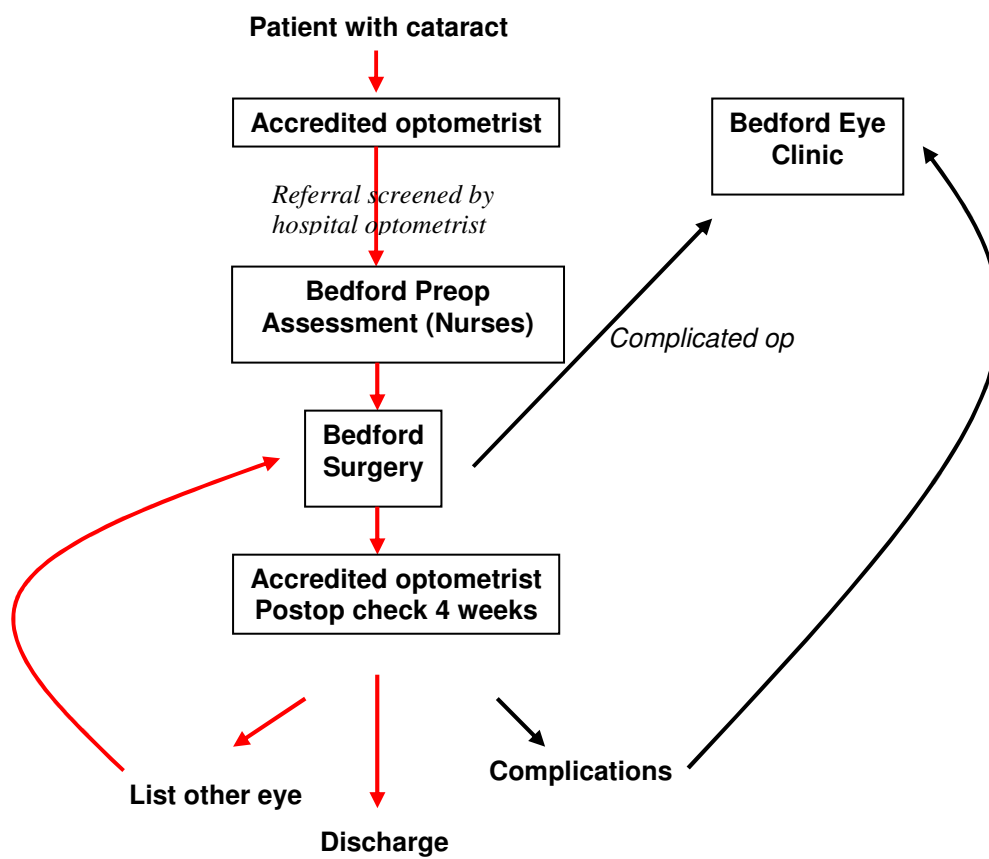 Patient with cataract
Accredited optometrist
Bedford Eye
Clinic
Referral screened by
hospital optometrist
Bedford Preop
Assessment (Nurses)
Complicated op
Bedford
Surgery
Accredited optometrist
Postop check 4 weeks
Complications
List other eye
Discharge